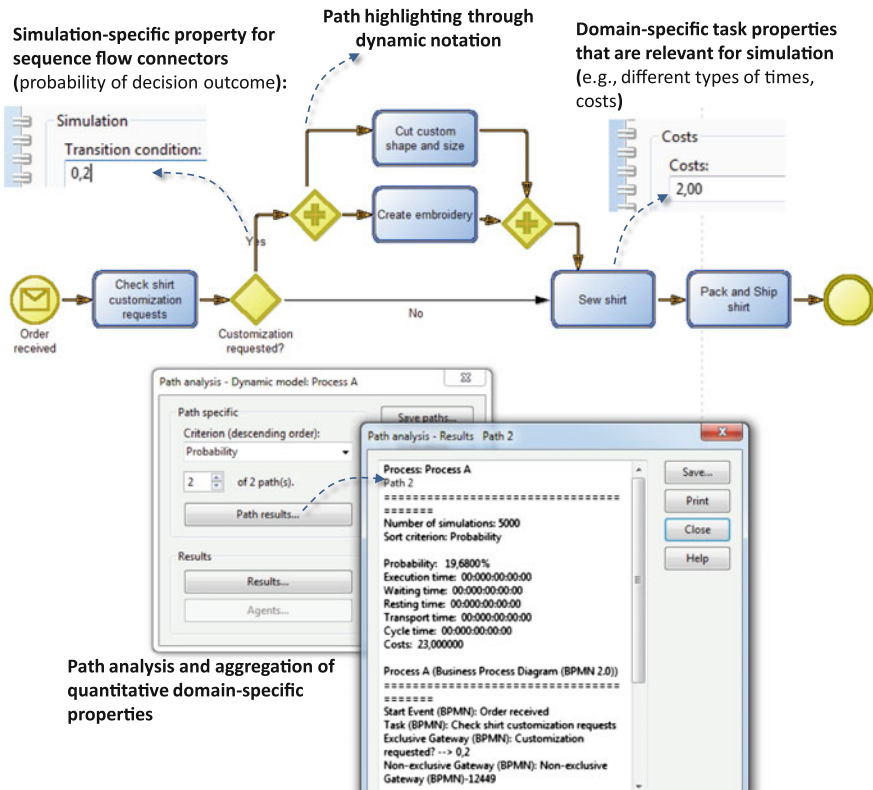 Simulation-specific property for
sequence flow connectors
(probability of decision outcome):
Path highlighting through
dynamic notation
Domain-specific task properties
that are relevant for simulation
(e.g., different types of times,
costs)
Simulation
Transition condition:
0,2
Costs
Costs:
2,00
Cut custom
shape and size
Create embroidery
Yes
Order
received
Check shirt
customization
requests
Customization
requested?
No
Sew shirt
Pack and Ship
shirt
Path analysis - Dynamic model: Process A
Path specific
Criterion (descending order):
Probability
2 of 2 path(s).
Path results...
Save paths...
Results
Results...
Agents...
Path analysis - Results Path 2
Process: Process A
Path 2
==================================
=======
Number of simulations: 5000
Sort criterion: Probability
Probability: 19,6800%
Execution time: 00:000:00:00:00
Waiting time: 00:000:00:00:00
Resting time: 00:000:00:00:00
Transport time: 00:000:00:00:00
Cycle time: 00:000:00:00:00
Costs: 23,000000
Process A (Business Process Diagram (BPMN 2.0))
==================================
=======
Start Event (BPMN): Order received
Task (BPMN): Check shirt customization requests
Exclusive Gateway (BPMN): Customization
requested? --> 0,2
Non-exclusive Gateway (BPMN): Non-exclusive
Gateway (BPMN)-12449
Save...
Print
Close
Help
Path analysis and aggregation of
quantitative domain-specific
properties